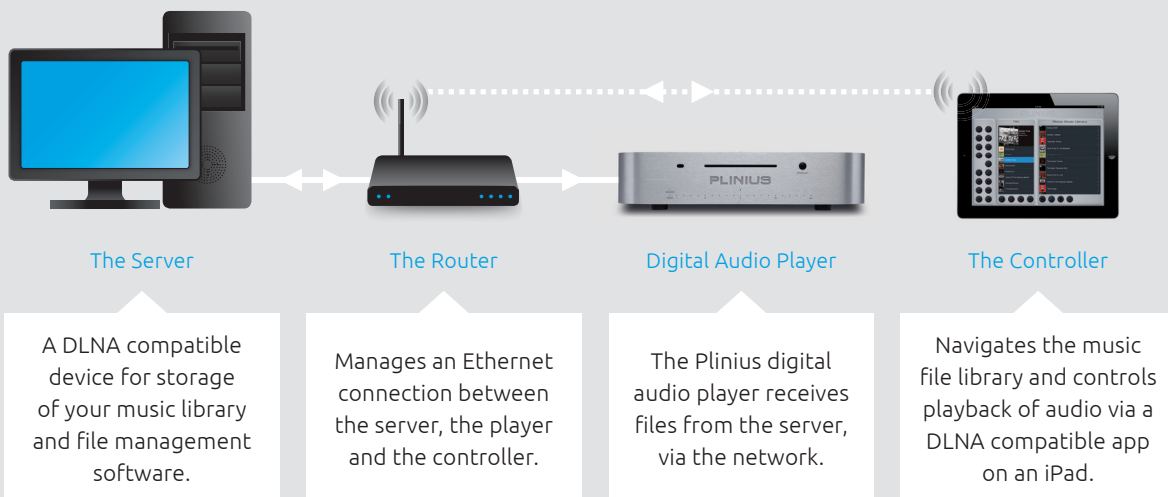 PLINIUS
The Server
A DLNA compatible
device for storage
of your music library
and file management
software.
The Router
Manages an Ethernet
connection between
the server, the player
and the controller.
Digital Audio Player
The Plinius digital
audio player receives
files from the server,
via the network.
The Controller
Navigates the music
file library and controls
playback of audio via a
DLNA compatible app
on an iPad.